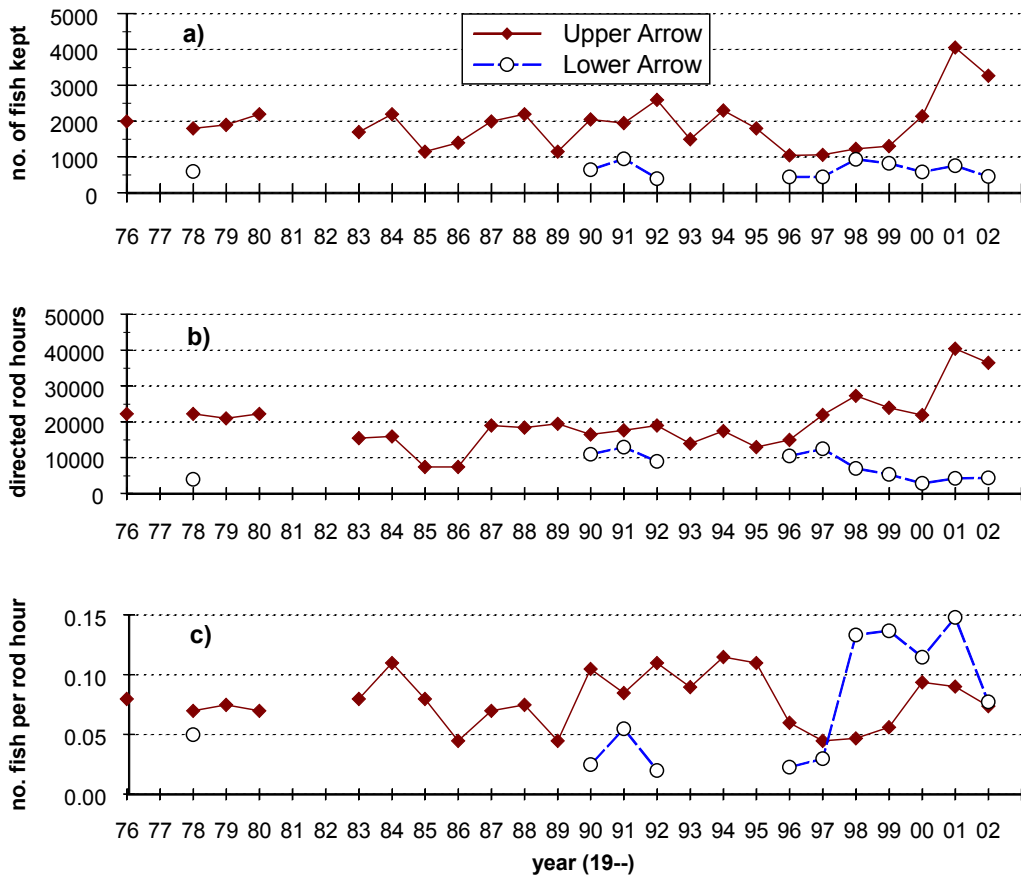 no. of fish kept
5000
4000
3000
2000
1000
0
a)
Upper Arrow
Lower Arrow
76 77 78 79 80 81 82 83 84 85 86 87 88 89 90 91 92 93 94 95 96 97 98 99 00 01 02
directed rod hours
50000
40000
30000
20000
10000
0
b)
76 77 78 79 80 81 82 83 84 85 86 87 88 89 90 91 92 93 94 95 96 97 98 99 00 01 02
no. fish per rod hour
0.15
0.10
0.05
0.00
c)
76 77 78 79 80 81 82 83 84 85 86 87 88 89 90 91 92 93 94 95 96 97 98 99 00 01 02
year (19--)